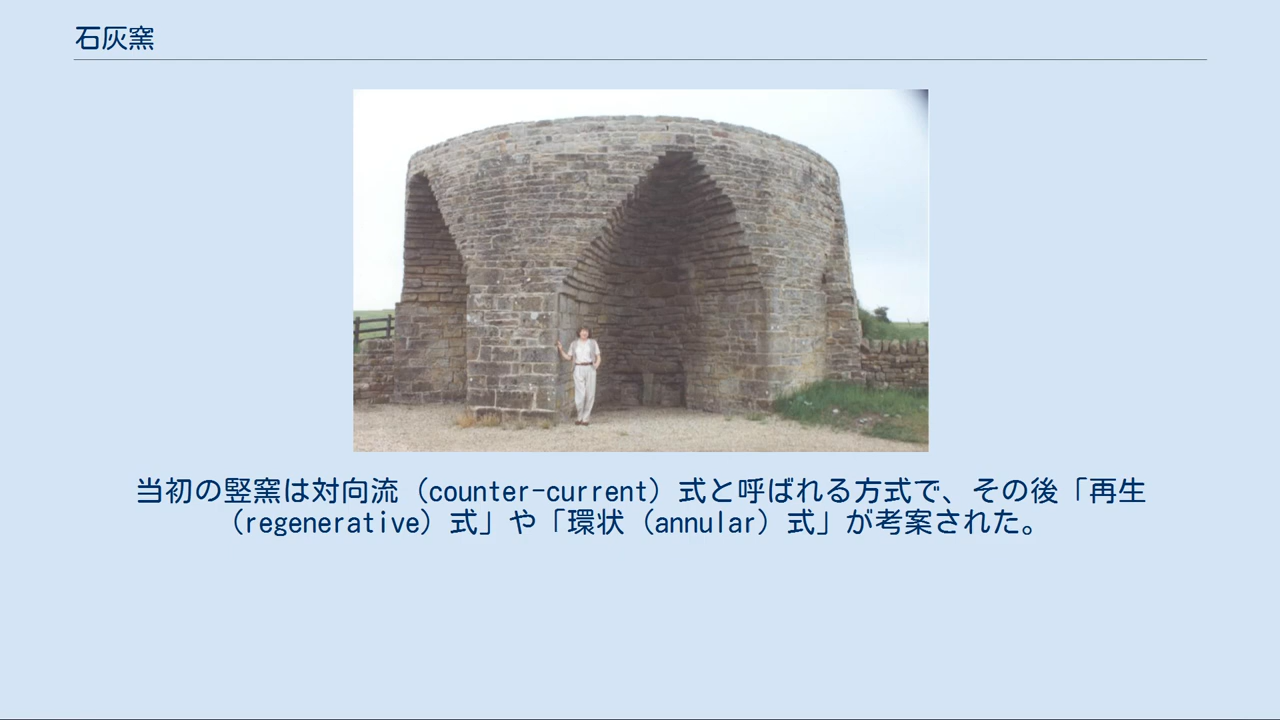 石灰窯
当初の竪窯は対向流（counter-current）式と呼ばれる方式で、その後「再生
（regenerative）式」や「環状（annular）式」が考案された。